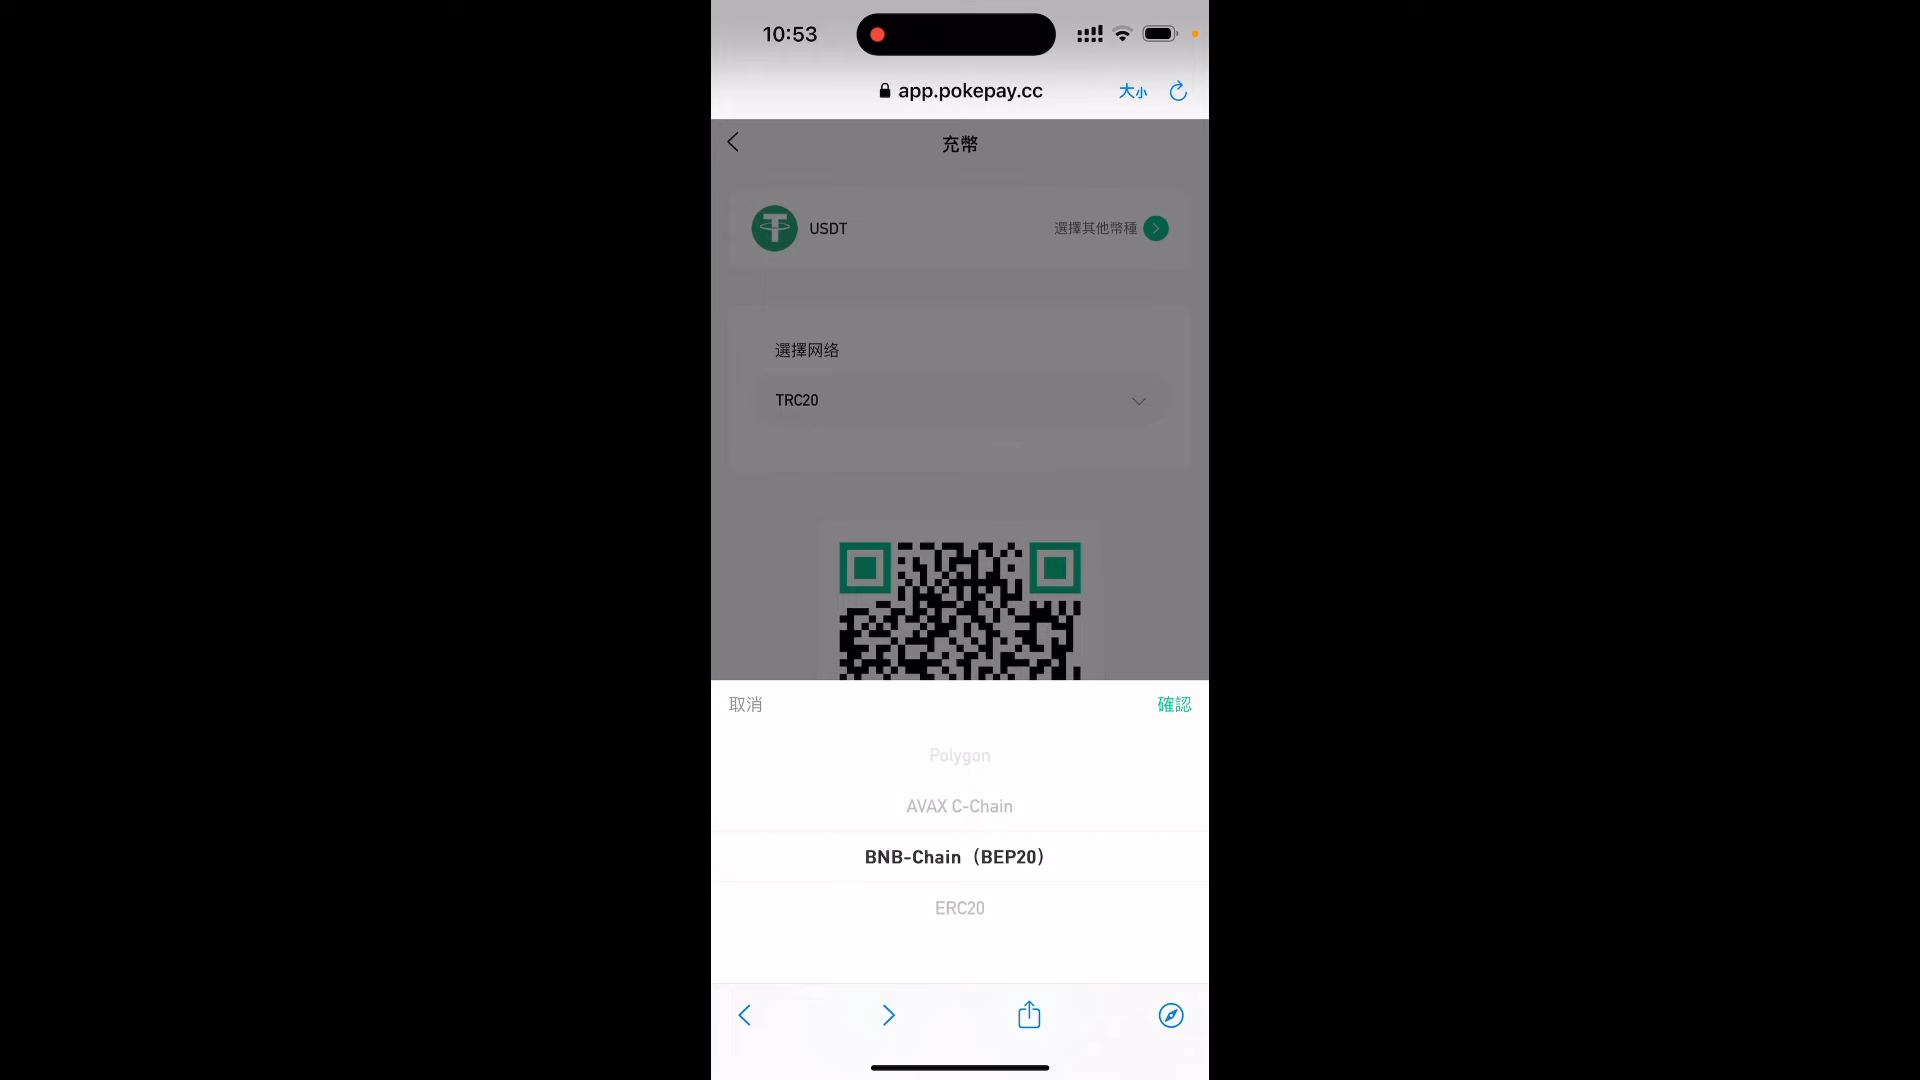 10:53
app.pokepay.cc
大小
充幣
USDT
選擇其他幣種
選擇网络
TRC20
取消
確認
Polygon
AVAX C-Chain
BNB-Chain（BEP20）
ERC20